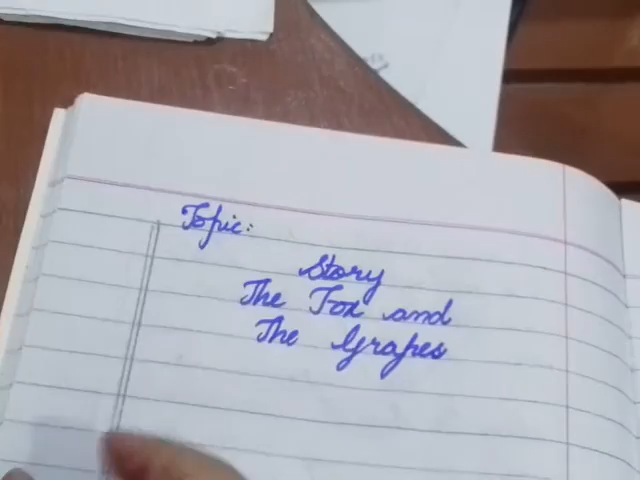 Topic:
Story
The Fox and
The Grapes